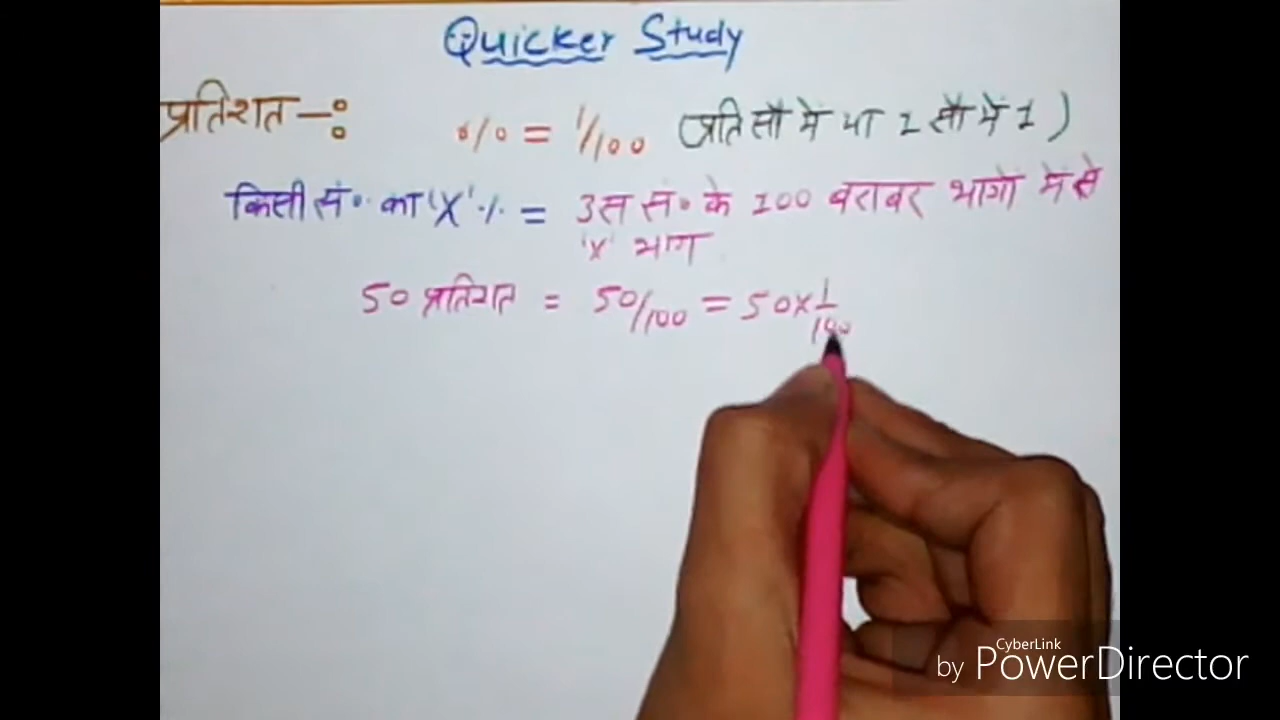 Quicker Study
प्रतिशत –:
% = 1/100 (प्रति सौ में या 1 सौ में 1)
किसी सं॰ का 'X' % = उस सं॰ के 100 बराबर भागों में से
'X' भाग
50 प्रतिशत = 50/100 = 50 × 1/100
CyberLink
by PowerDirector